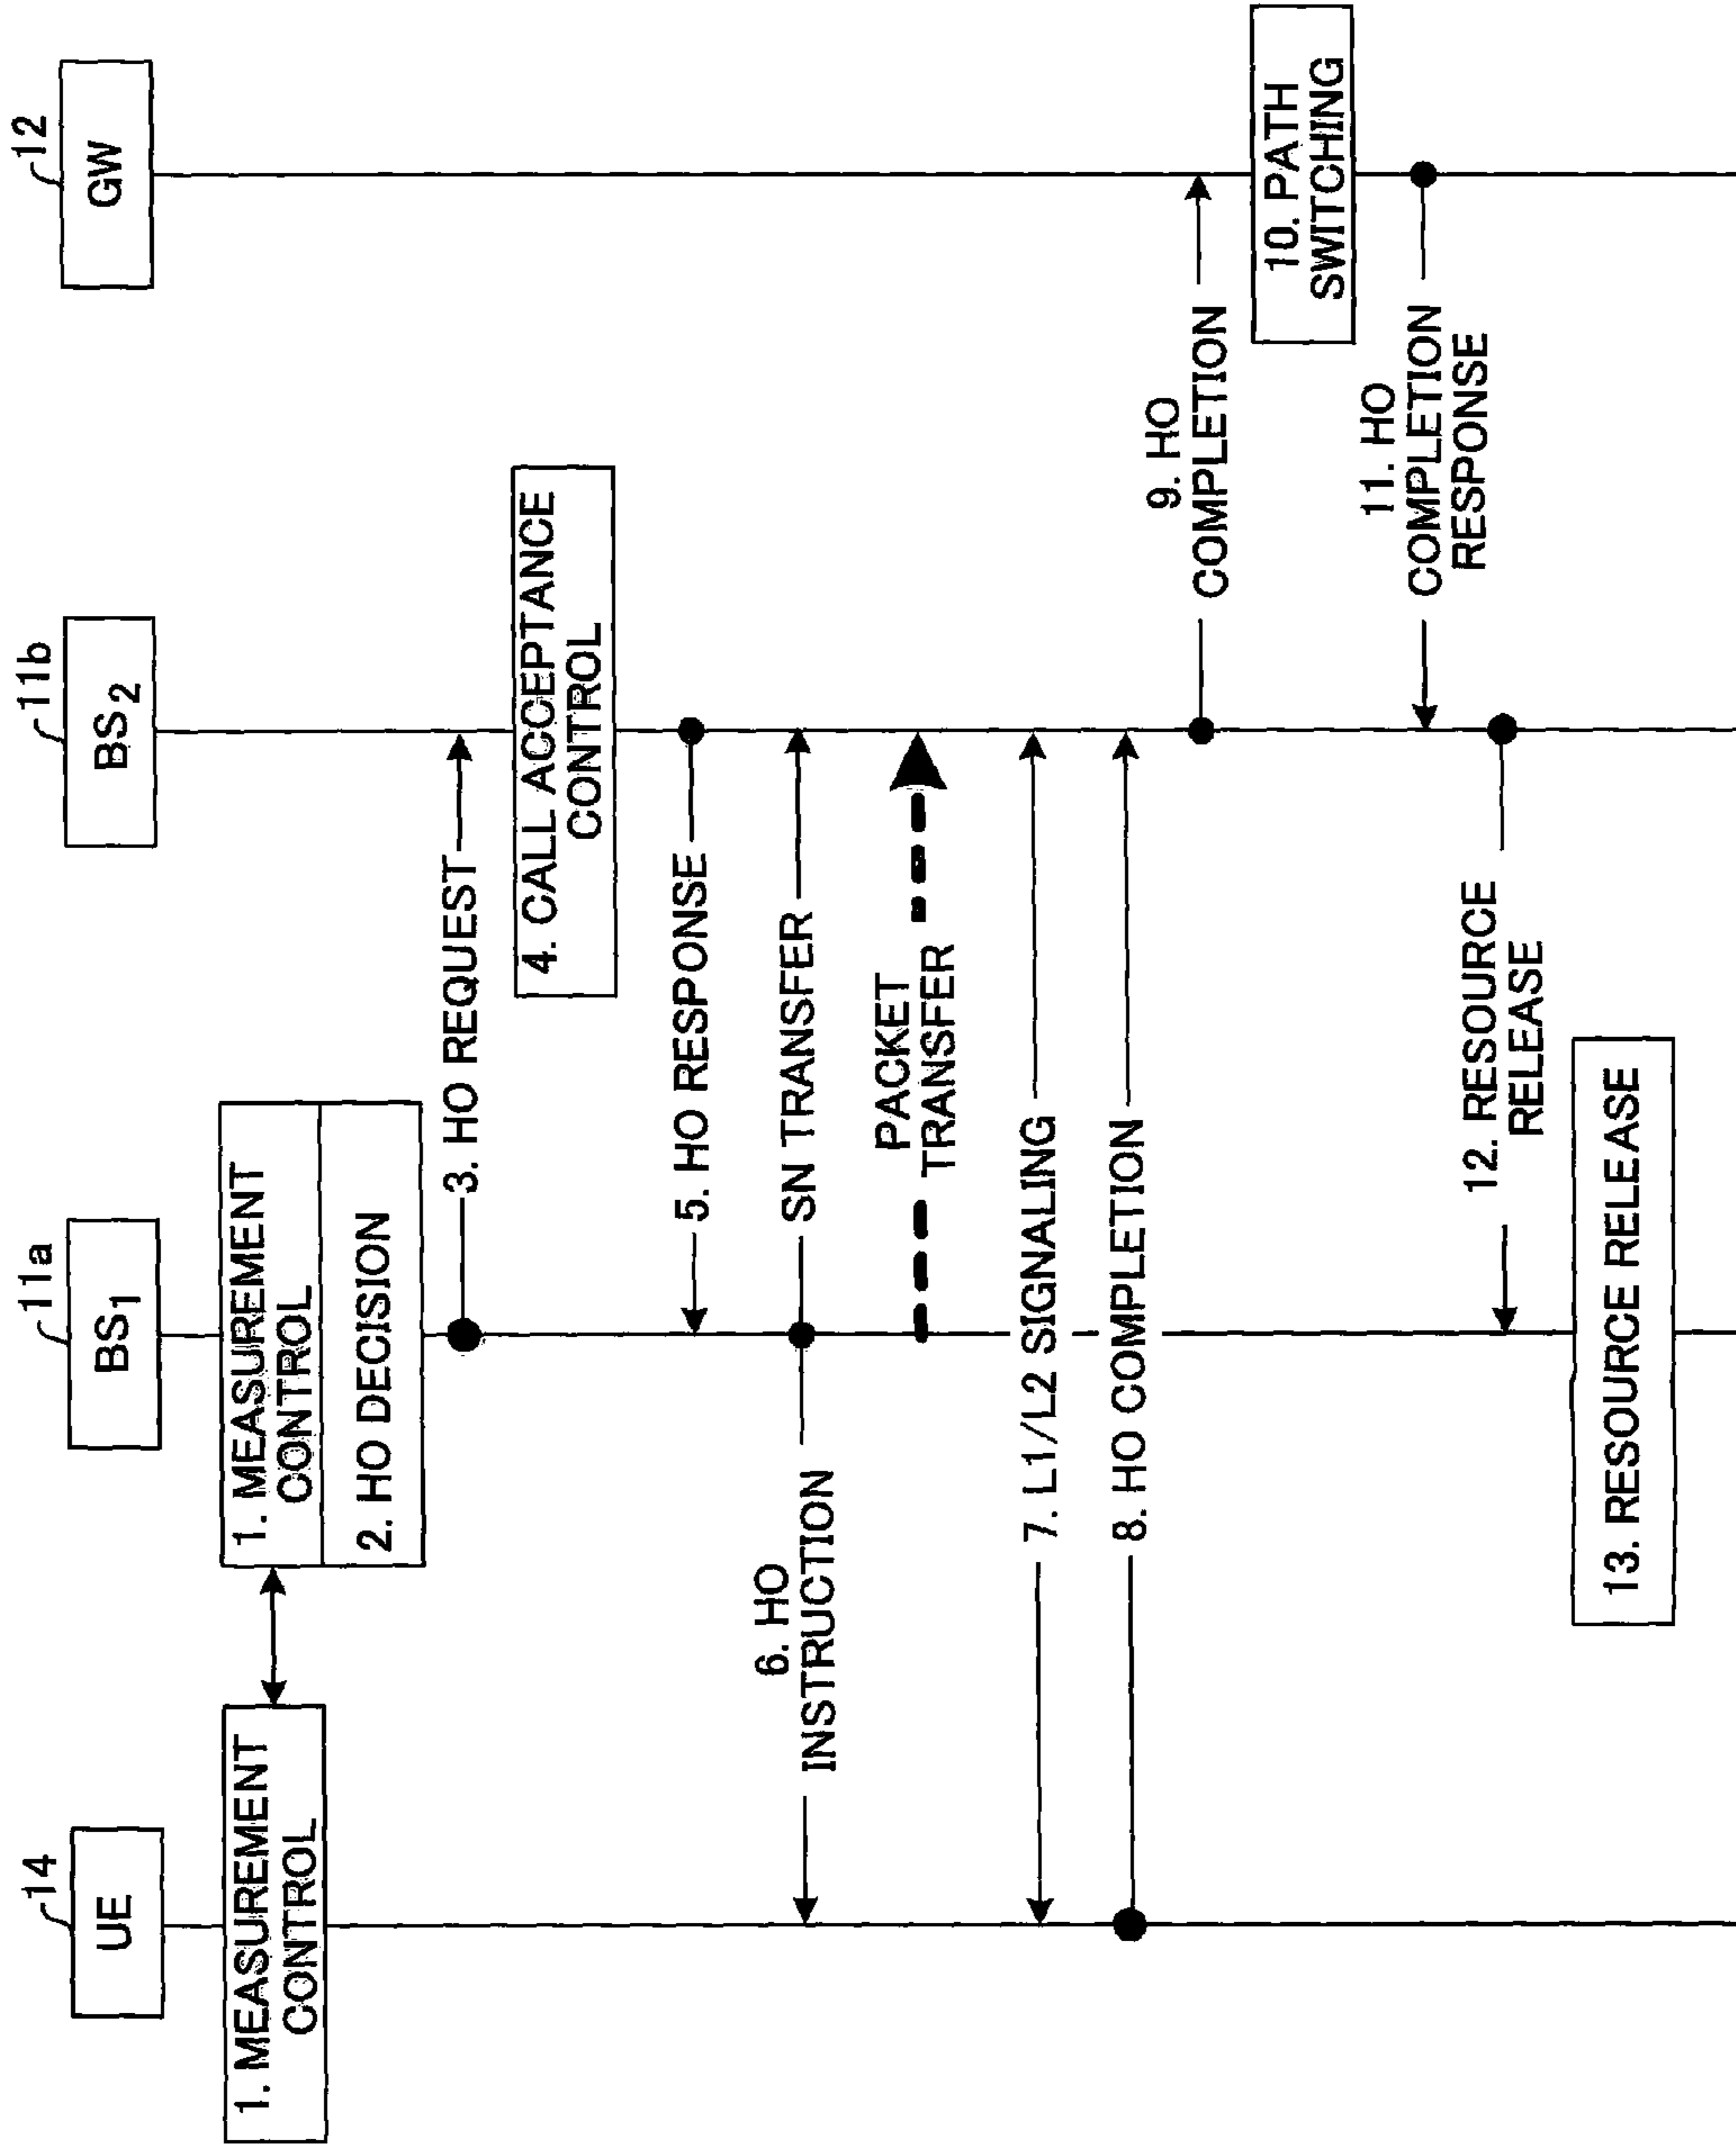 14
UE
11a
BS1
11b
BS2
12
GW
1. MEASUREMENT
CONTROL
1. MEASUREMENT
CONTROL
2. HO DECISION
3. HO REQUEST
4. CALL ACCEPTANCE
CONTROL
5. HO RESPONSE
6. HO
INSTRUCTION
SN TRANSFER
PACKET
TRANSFER
7. L1/L2 SIGNALING
8. HO COMPLETION
9. HO
COMPLETION
10. PATH
SWITCHING
11. HO
COMPLETION
RESPONSE
12. RESOURCE
RELEASE
13. RESOURCE RELEASE